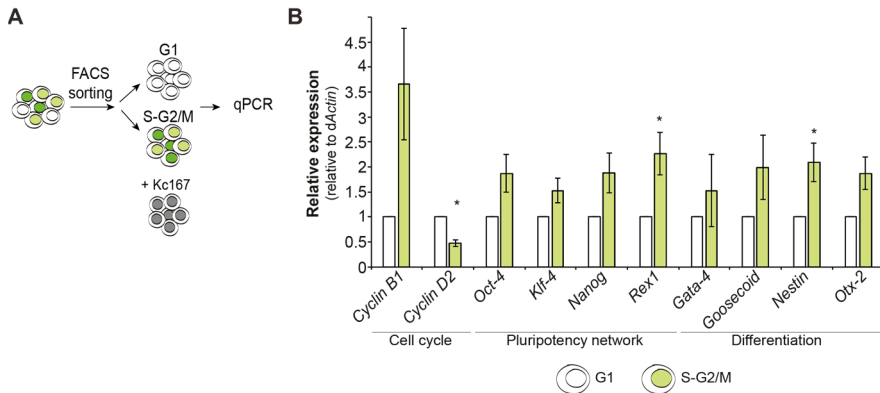 A
FACS
sorting
G1
S-G2/M
qPCR
+ Kc167
B
Relative expression
(relative to dActin)
4.5
4
3.5
3
2.5
2
1.5
1
0.5
0
*
*
*
Cyclin B1
Cyclin D2
Oct-4
Klf-4
Nanog
Rex1
Gata-4
Goosecoid
Nestin
Otx-2
Cell cycle
Pluripotency network
Differentiation
G1
S-G2/M